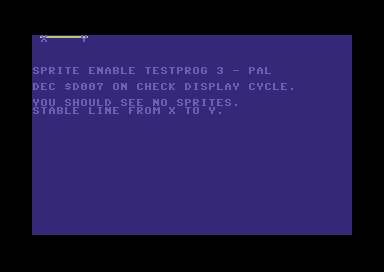 X Y
SPRITE ENABLE TESTPROG 3 - PAL
DEC $D007 ON CHECK DISPLAY CYCLE.
YOU SHOULD SEE NO SPRITES.
STABLE LINE FROM X TO Y.